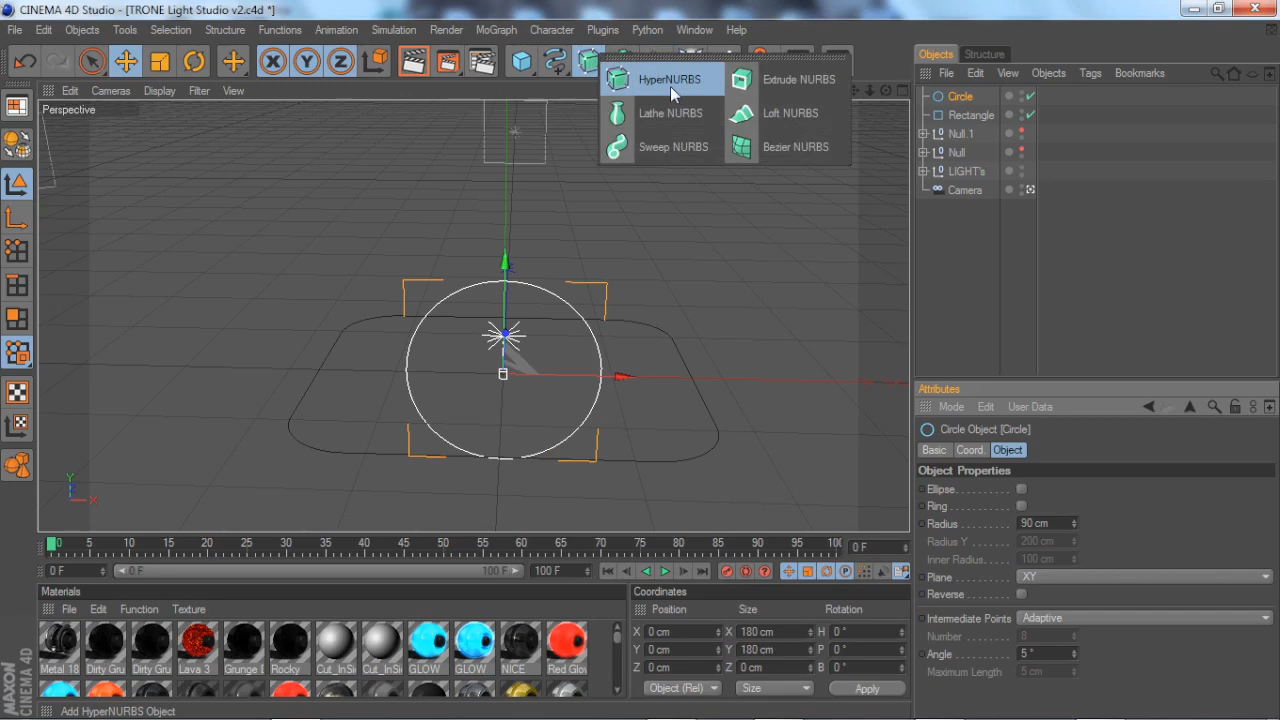 CINEMA 4D Studio - [TRONE Light Studio v2.c4d *]
File Edit Objects Tools Selection Structure Functions Animation Simulation Render MoGraph Character Plugins Python Window Help
X Y Z
Edit Cameras Display Filter View
Perspective
HyperNURBS
Extrude NURBS
Lathe NURBS
Loft NURBS
Sweep NURBS
Bezier NURBS
Objects Structure
File Edit View Objects Tags Bookmarks
Circle
Rectangle
Null.1
Null
LIGHT's
Camera
Y
X
0 5 10 15 20 25 30 35 40 45 50 55 60 65 70 75 80 85 90 95 10(
0 F
0 F
0 F
100 F
100 F
Materials
File Edit Function Texture
Metal 18
Dirty Gru
Dirty Gru
Lava 3
Grunge D
Rocky
Cut_InSi
Cut_InSi
GLOW
GLOW
NICE
Red Glow
Coordinates
Position Size Rotation
X 0 cm X 180 cm H 0 °
Y 0 cm Y 180 cm P 0 °
Z 0 cm Z 0 cm B 0 °
Object (Rel) Size Apply
Attributes
Mode Edit User Data
Circle Object [Circle]
Basic Coord. Object
Object Properties
Ellipse
Ring
Radius 90 cm
Radius Y 200 cm
Inner Radius 100 cm
Plane XY
Reverse
Intermediate Points Adaptive
Number 8
Angle 5 °
Maximum Length 5 cm
MAXON
CINEMA 4D
Add HyperNURBS Object